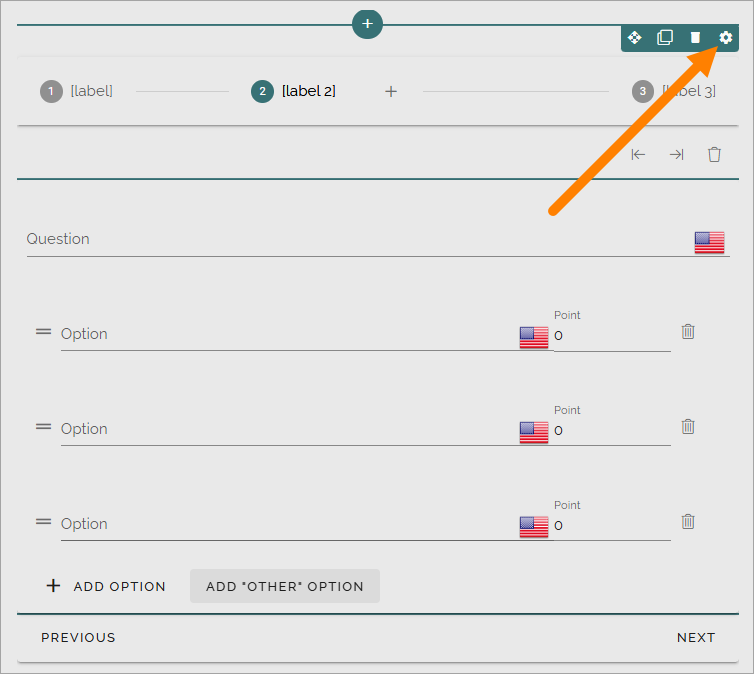 1 [label] 2 [label 2] 3 [label 3]
Question
Option Point 0
Option Point 0
Option Point 0
ADD OPTION ADD "OTHER" OPTION
PREVIOUS NEXT